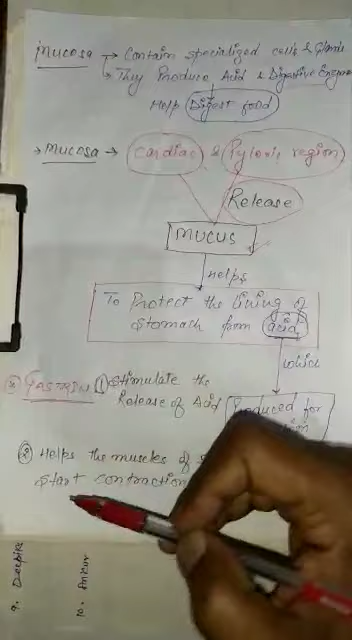 Mucosa → Contain specialized cells & Glands
→ They Produce Acid & Digestive Enzyme
Help Digest food
→ Mucosa → Cardiac & Pyloric region
Release
MUCUS
Helps
To Protect the lining of
stomach from acid
which
GASTRIN ① Stimulate the
Release of Acid Produced for
② Helps the muscles of
start contraction
9. Deepika
10. Ankur